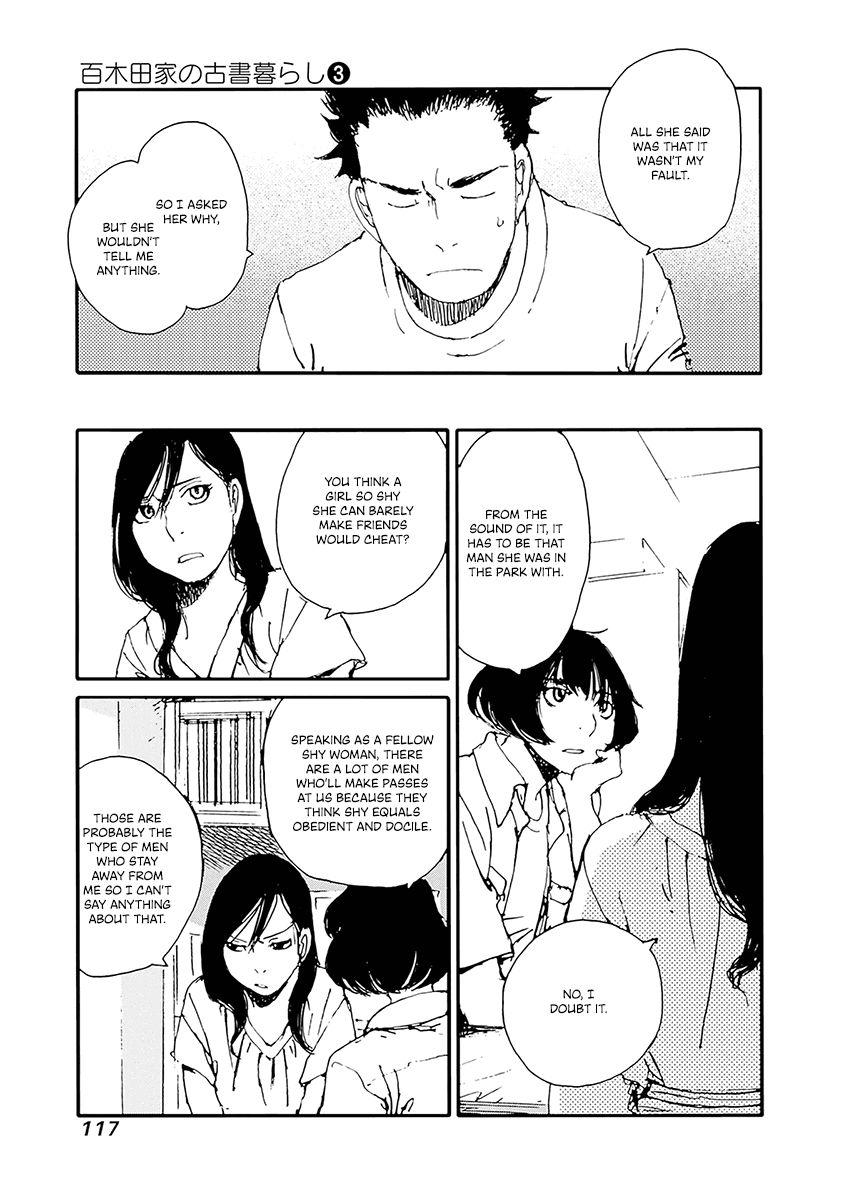 百木田家の古書暮らし❸
ALL SHE SAID
WAS THAT IT
WASN'T MY
FAULT.
SO I ASKED
HER WHY,
BUT SHE
WOULDN'T
TELL ME
ANYTHING.
FROM THE
SOUND OF IT, IT
HAS TO BE THAT
MAN SHE WAS IN
THE PARK WITH.
NO, I
DOUBT IT.
YOU THINK A
GIRL SO SHY
SHE CAN BARELY
MAKE FRIENDS
WOULD CHEAT?
SPEAKING AS A FELLOW
SHY WOMAN, THERE
ARE A LOT OF MEN
WHO'LL MAKE PASSES
AT US BECAUSE THEY
THINK SHY EQUALS
OBEDIENT AND DOCILE.
THOSE ARE
PROBABLY THE
TYPE OF MEN
WHO STAY
AWAY FROM
ME SO I CAN'T
SAY ANYTHING
ABOUT THAT.
117